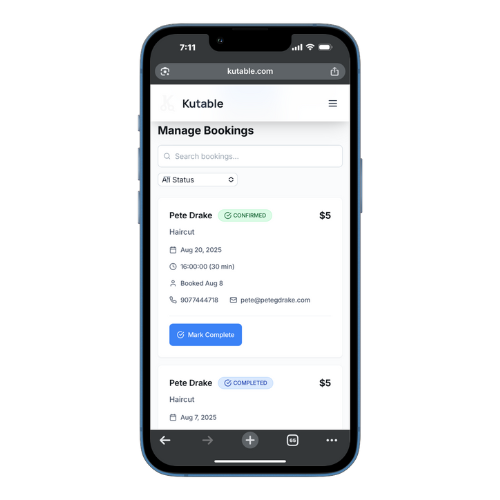 7:11
kutable.com
Kutable
Manage Bookings
Search bookings...
All Status
Pete Drake CONFIRMED $5
Haircut
Aug 20, 2025
16:00:00 (30 min)
Booked Aug 8
9077444718 pete@petegdrake.com
Mark Complete
Pete Drake COMPLETED $5
Haircut
Aug 7, 2025